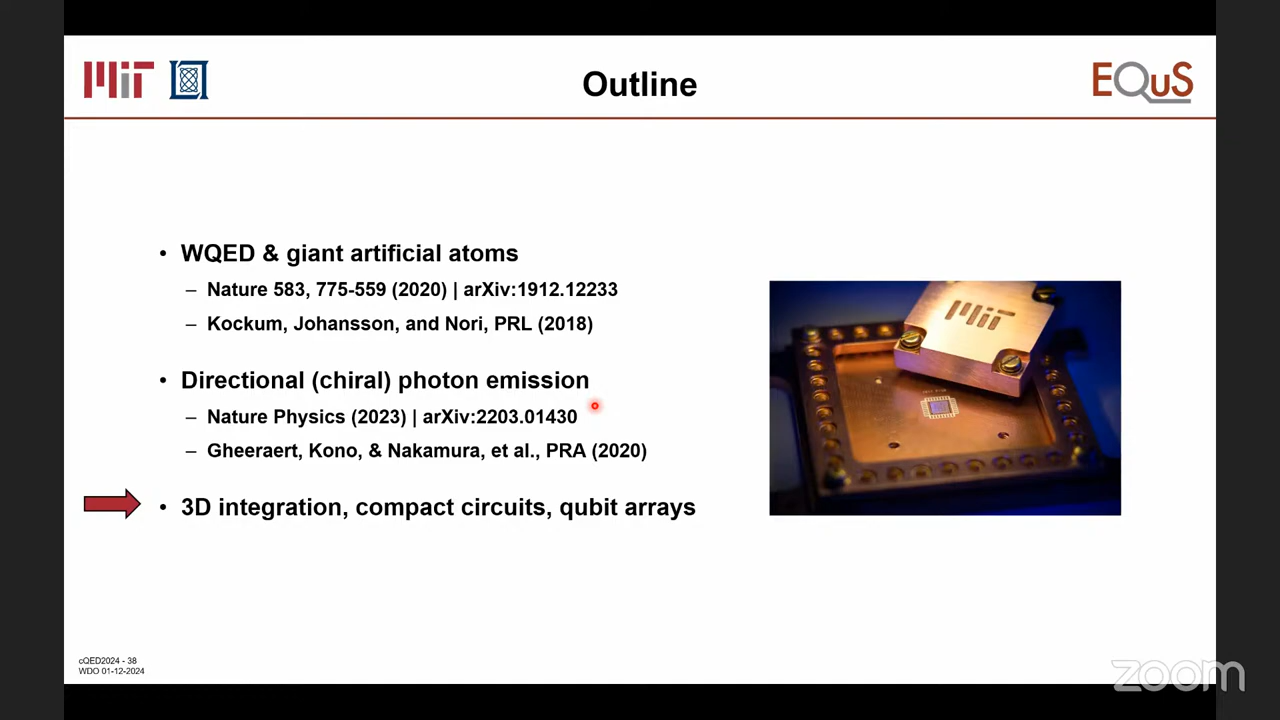 MIT
Outline
EQuS
• WQED & giant artificial atoms
– Nature 583, 775-559 (2020) | arXiv:1912.12233
– Kockum, Johansson, and Nori, PRL (2018)
• Directional (chiral) photon emission
– Nature Physics (2023) | arXiv:2203.01430
– Gheeraert, Kono, & Nakamura, et al., PRA (2020)
• 3D integration, compact circuits, qubit arrays
MIT
cQED2024 - 38
WDO 01-12-2024
zoom